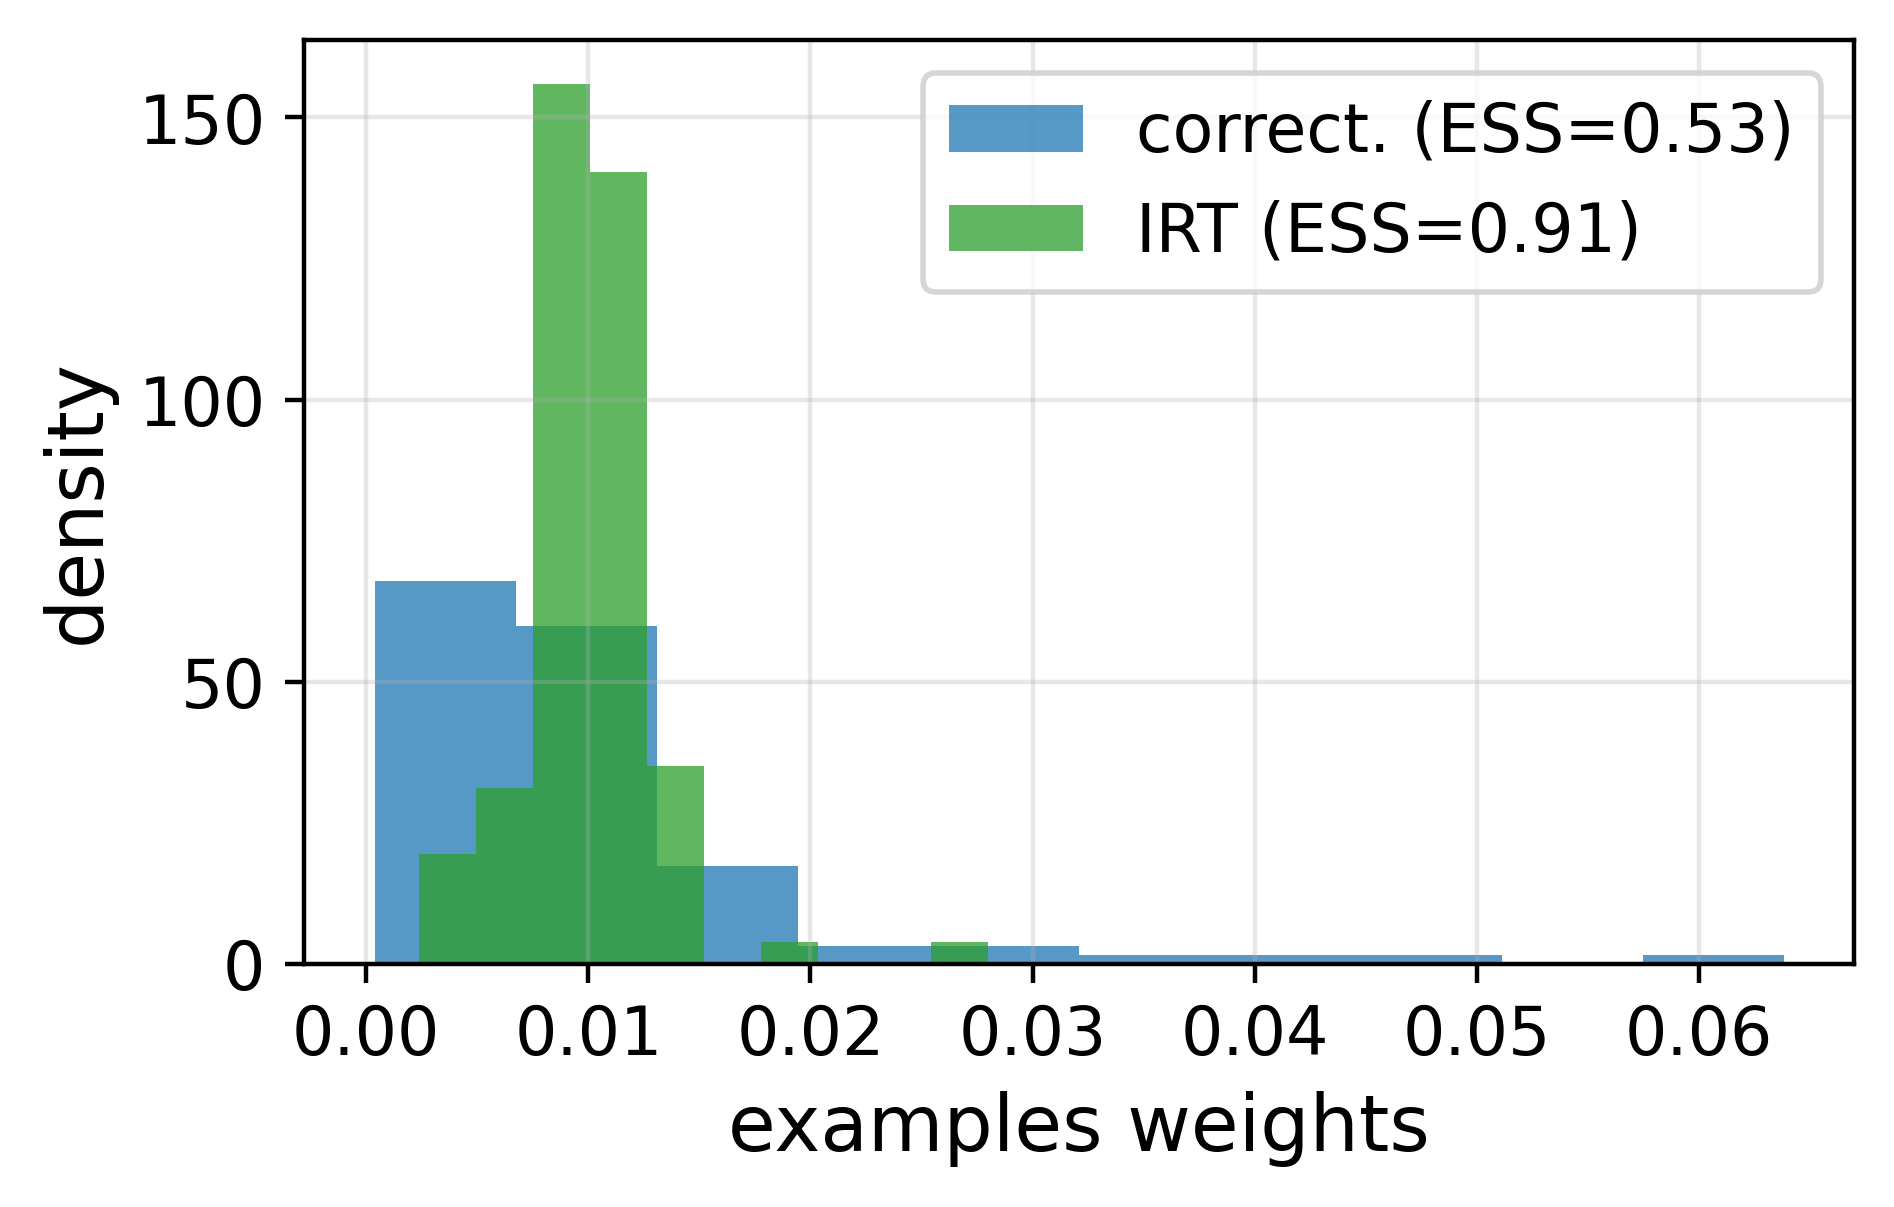 correct. (ESS=0.53)
IRT (ESS=0.91)
density
150
100
50
0
0.00 0.01 0.02 0.03 0.04 0.05 0.06
examples weights